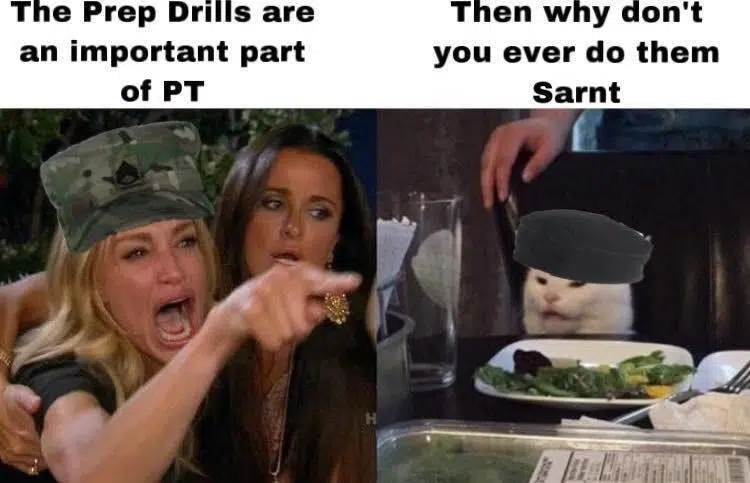 The Prep Drills are
an important part
of PT
Then why don't
you ever do them
Sarnt